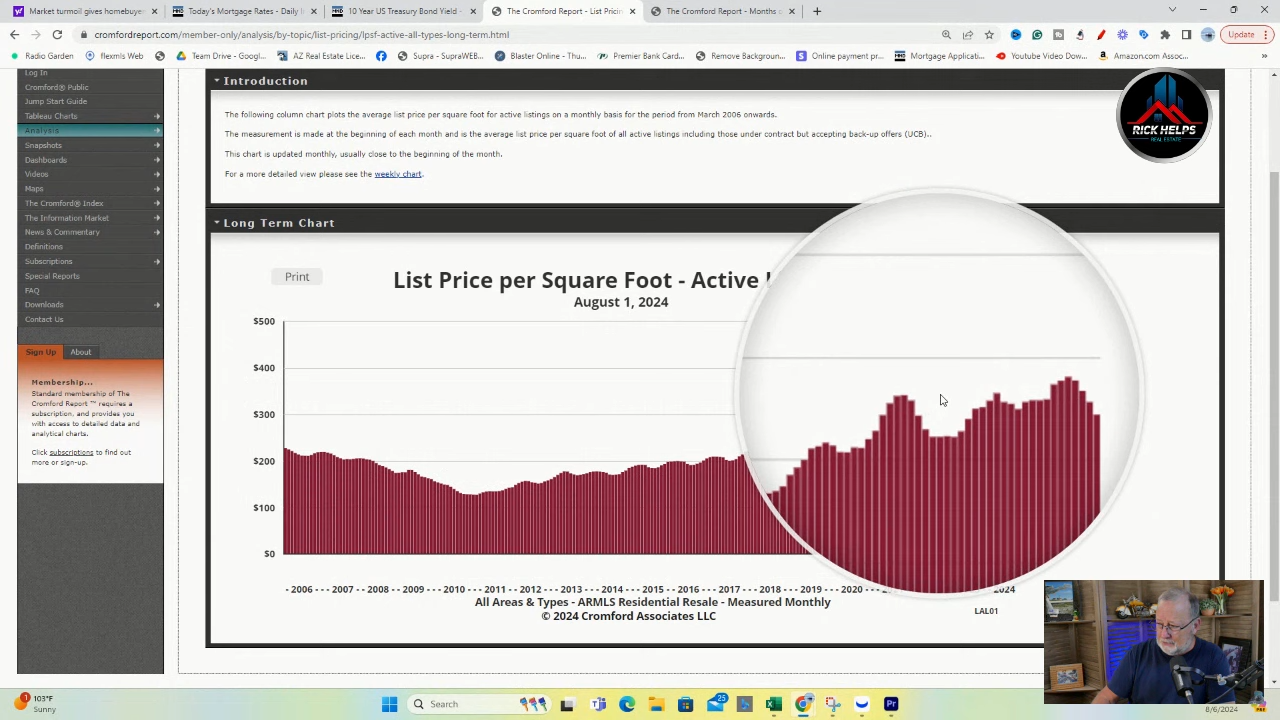 My Real Daily
10 Year US Treasury Bond Yield -
The Cromford Report - List Pricin
The Cromford Report - Months
cromfordreport.com/member-only/analysis/by-topic/list-pricing/lpsf-active-all-types-long-term.html
Update
Radio Garden
flexmls Web
Team Drive - Googl...
AZ Real Estate Lice...
Supra - SupraWEB...
Blaster Online - Thu...
Premier Bank Card...
Remove Background...
Online payment pr...
Mortgage Applicati...
Youtube Video Dow...
Amazon.com Assoc...
Log In
Cromford® Public
Jump Start Guide
Tableau Charts
Analysis
Snapshots
Dashboards
Videos
Maps
The Cromford® Index
The Information Market
News & Commentary
Definitions
Subscriptions
Special Reports
FAQ
Downloads
Contact Us
Sign Up
About
Membership...
Standard membership of The
Cromford Report ™ requires a
subscription, and provides you
with access to detailed data and
analytical charts.
Click subscriptions to find out
more or sign-up.
Introduction
The following column chart plots the average list price per square foot for active listings on a monthly basis for the period from March 2006 onwards.
The measurement is made at the beginning of each month and is the average list price per square foot of all active listings including those under contract but accepting back-up offers (UCB)..
This chart is updated monthly, usually close to the beginning of the month.
For a more detailed view please see the weekly chart.
RICK HELPS
REAL ESTATE
Long Term Chart
Print
List Price per Square Foot - Active
August 1, 2024
$500
$400
$300
$200
$100
$0
- 2006 - - - 2007 - - 2008 - - 2009 - - - 2010 - - - 2011 - - 2012 - - - 2013 - - - 2014 - - - 2015 - - - 2016 - - - 2017 - - - 2018 - - 2019 - - - 2020 - -
2024
All Areas & Types - ARMLS Residential Resale - Measured Monthly
LAL01
© 2024 Cromford Associates LLC
1
103°F
Sunny
Search
25
8/6/2024